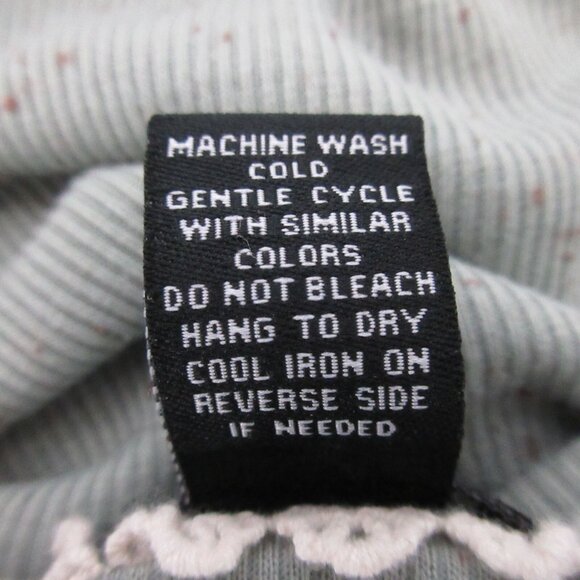 MACHINE WASH
COLD
GENTLE CYCLE
WITH SIMILAR
COLORS
DO NOT BLEACH
HANG TO DRY
COOL IRON ON
REVERSE SIDE
IF NEEDED